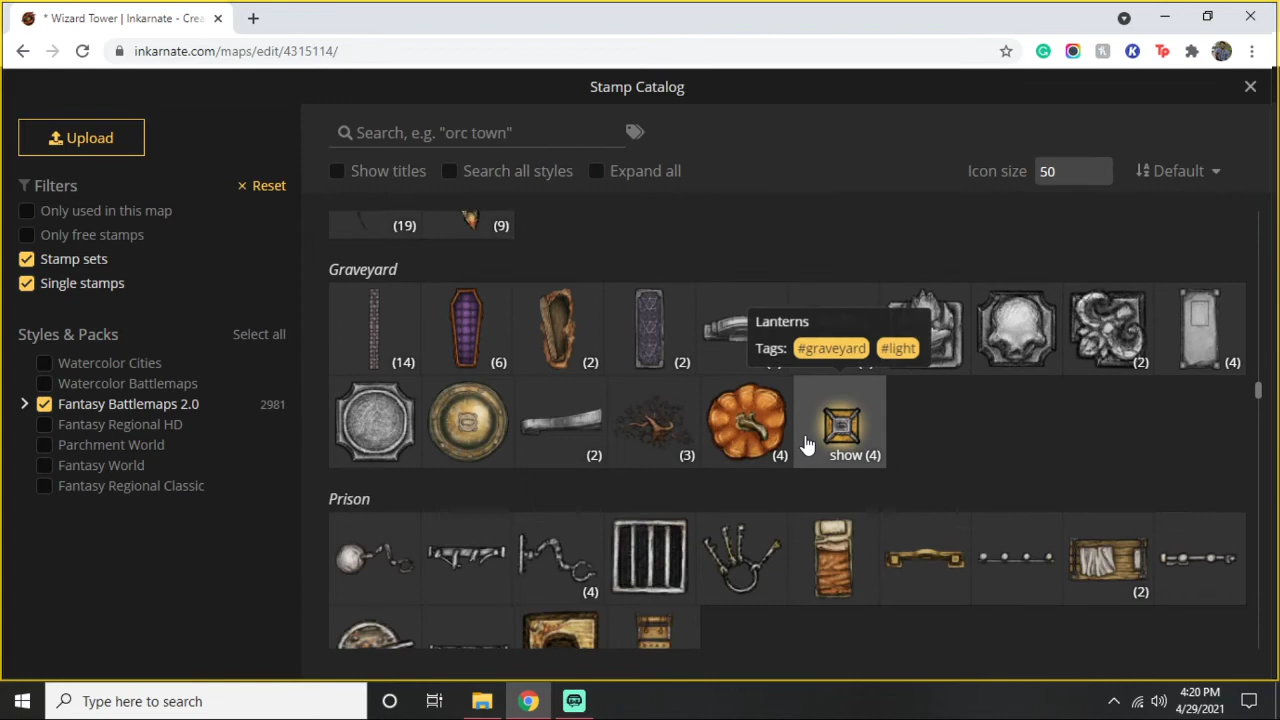 * Wizard Tower | Inkarnate - Crea
inkarnate.com/maps/edit/4315114/
Stamp Catalog
Upload
Search, e.g. "orc town"
Show titles
Search all styles
Expand all
Icon size
50
Default
Filters
Reset
Only used in this map
Only free stamps
Stamp sets
Single stamps
Styles & Packs
Select all
Watercolor Cities
Watercolor Battlemaps
Fantasy Battlemaps 2.0
2981
Fantasy Regional HD
Parchment World
Fantasy World
Fantasy Regional Classic
(19)
(9)
Graveyard
Lanterns
Tags: #graveyard #light
(14)
(6)
(2)
(2)
(2)
(4)
(2)
(3)
(4)
show (4)
Prison
(4)
(2)
Type here to search
4:20 PM
4/29/2021